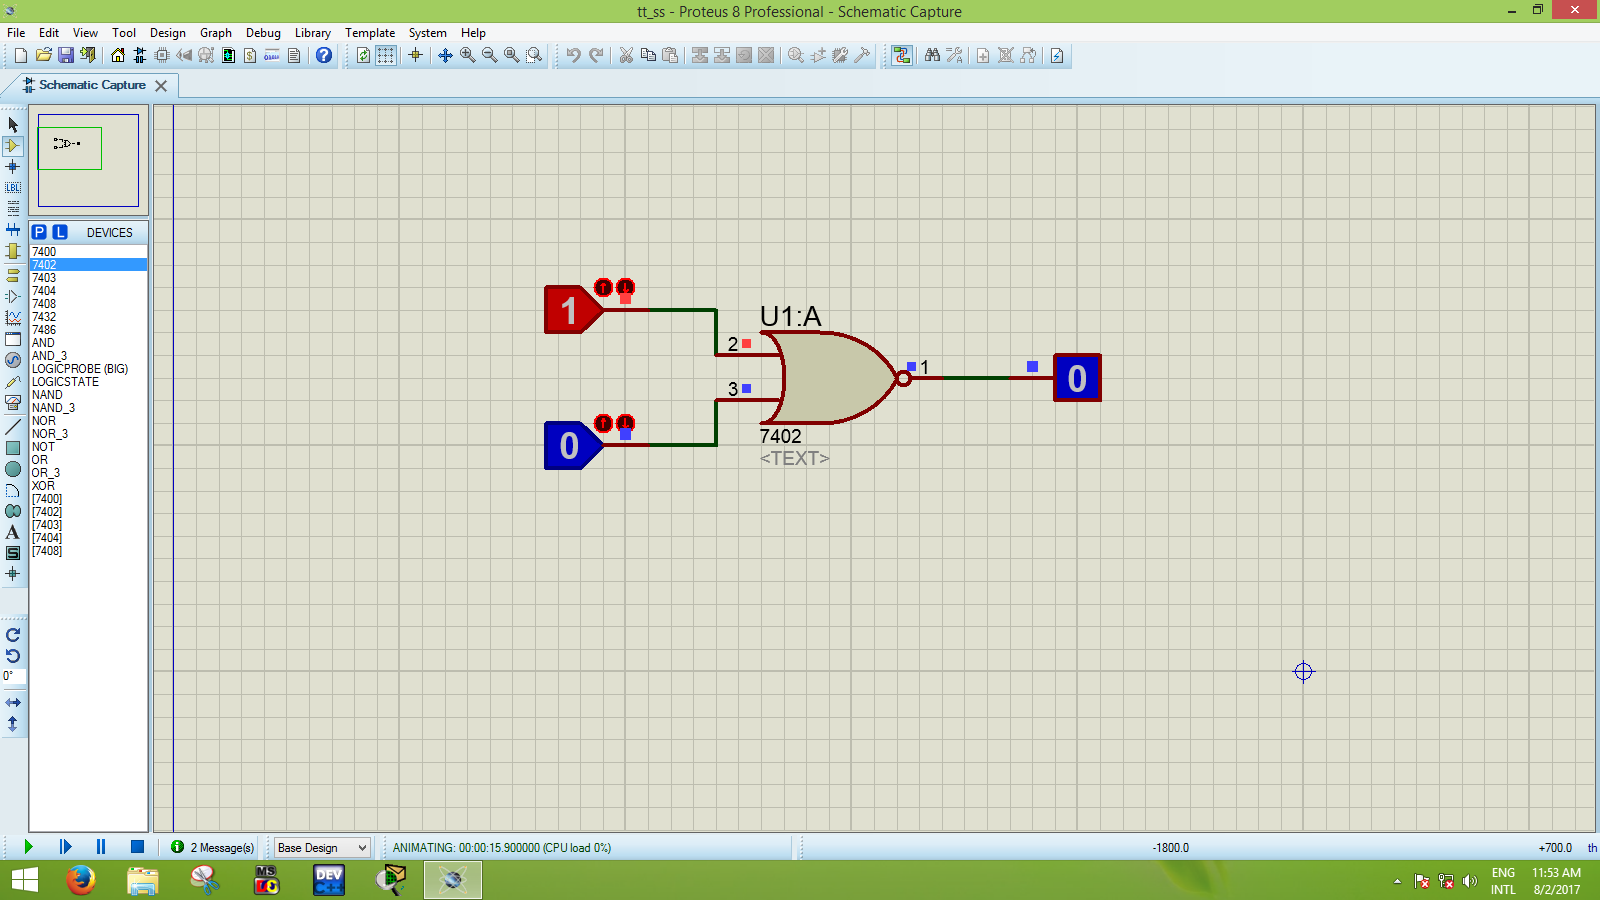 tt_ss - Proteus 8 Professional - Schematic Capture
File Edit View Tool Design Graph Debug Library Template System Help
Schematic Capture
P L DEVICES
7400
7402
7403
7404
7408
7432
7486
AND
AND_3
LOGICPROBE (BIG)
LOGICSTATE
NAND
NAND_3
NOR
NOR_3
NOT
OR
OR_3
XOR
[7400]
[7402]
[7403]
[7404]
[7408]
LBL
A
S
0°
1
U1:A
2
1
0
3
0
7402
<TEXT>
2 Message(s)
Base Design
ANIMATING: 00:00:15.900000 (CPU load 0%)
-1800.0
+700.0
th
MS
DEV
C++
ENG
INTL
11:53 AM
8/2/2017